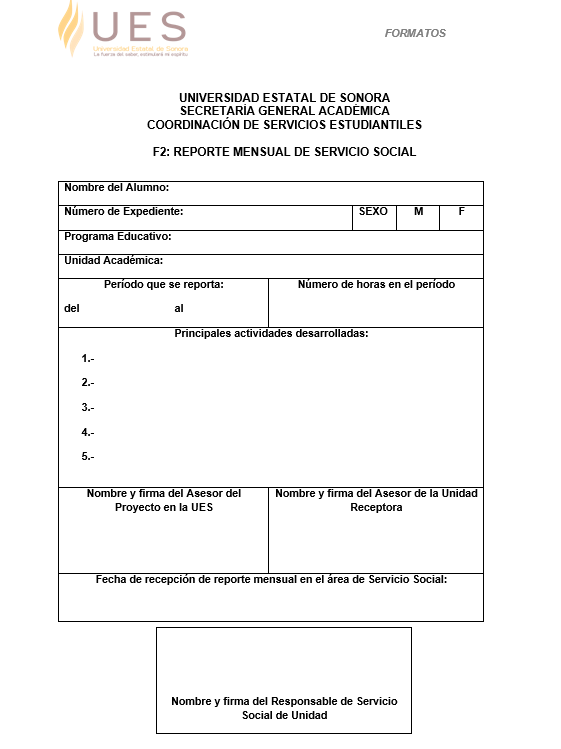 UES
Universidad Estatal de Sonora
La fuerza del saber, estimulará mi espíritu
FORMATOS
UNIVERSIDAD ESTATAL DE SONORA
SECRETARÍA GENERAL ACADÉMICA
COORDINACIÓN DE SERVICIOS ESTUDIANTILES
F2: REPORTE MENSUAL DE SERVICIO SOCIAL
Nombre del Alumno:
Número de Expediente: SEXO M F
Programa Educativo:
Unidad Académica:
Período que se reporta: Número de horas en el período
del al
Principales actividades desarrolladas:
1.-
2.-
3.-
4.-
5.-
Nombre y firma del Asesor del
Proyecto en la UES
Nombre y firma del Asesor de la Unidad
Receptora
Fecha de recepción de reporte mensual en el área de Servicio Social:
Nombre y firma del Responsable de Servicio
Social de Unidad